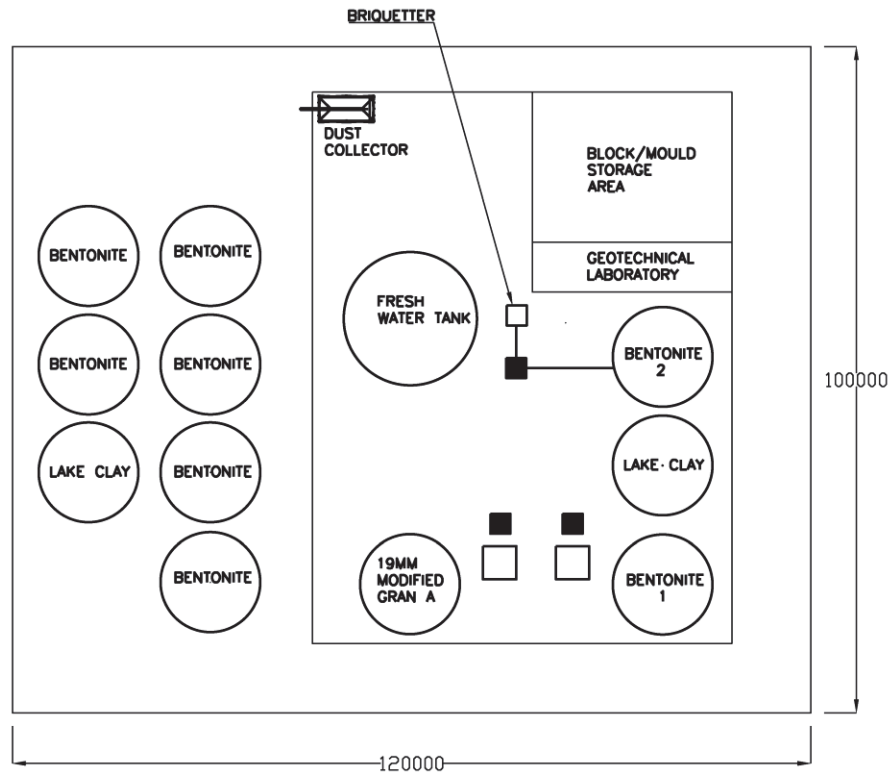 BRIQUETTER
DUST
COLLECTOR
BLOCK/MOULD
STORAGE
AREA
GEOTECHNICAL
LABORATORY
BENTONITE
BENTONITE
FRESH
WATER TANK
BENTONITE
BENTONITE
BENTONITE
2
100000
LAKE CLAY
BENTONITE
LAKE·CLAY
BENTONITE
19MM
MODIFIED
GRAN A
BENTONITE
1
120000